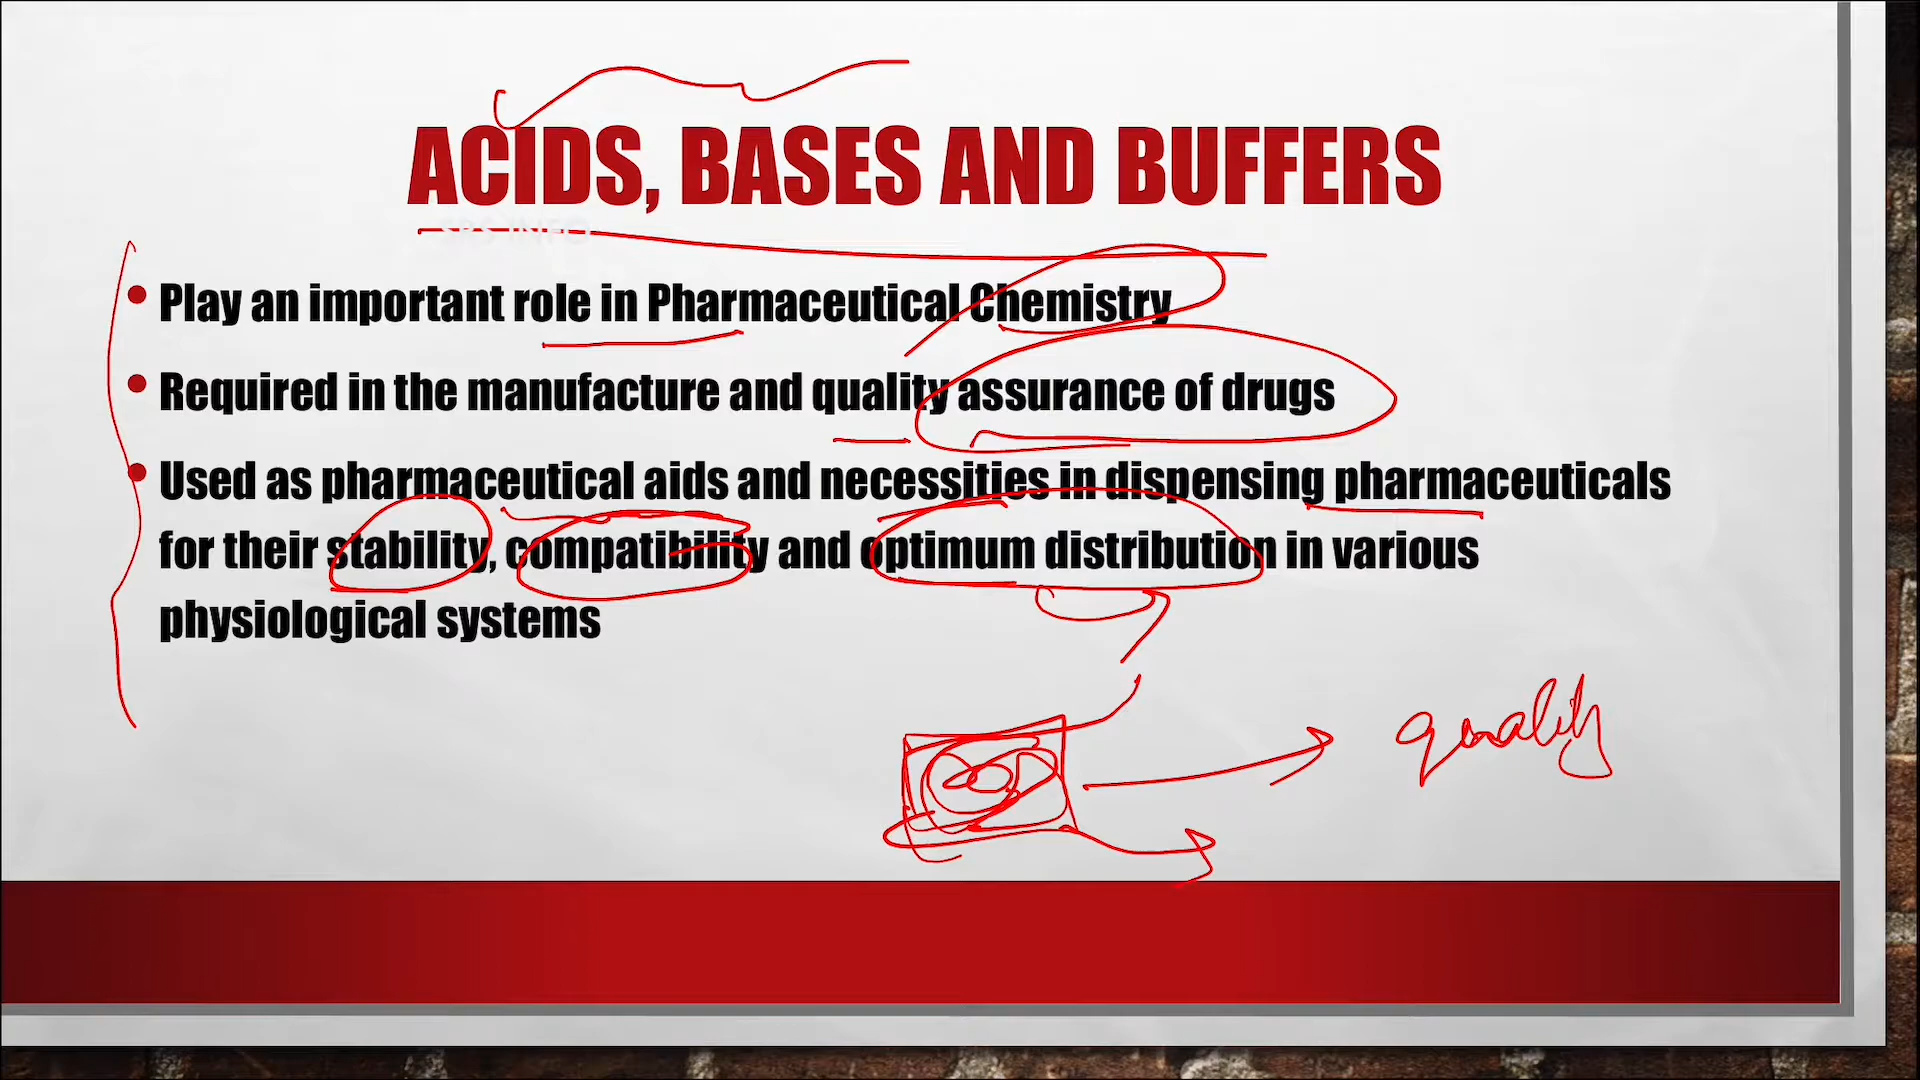 ACIDS, BASES AND BUFFERS
• Play an important role in Pharmaceutical Chemistry
• Required in the manufacture and quality assurance of drugs
• Used as pharmaceutical aids and necessities in dispensing pharmaceuticals
for their stability, compatibility and optimum distribution in various
physiological systems
quality